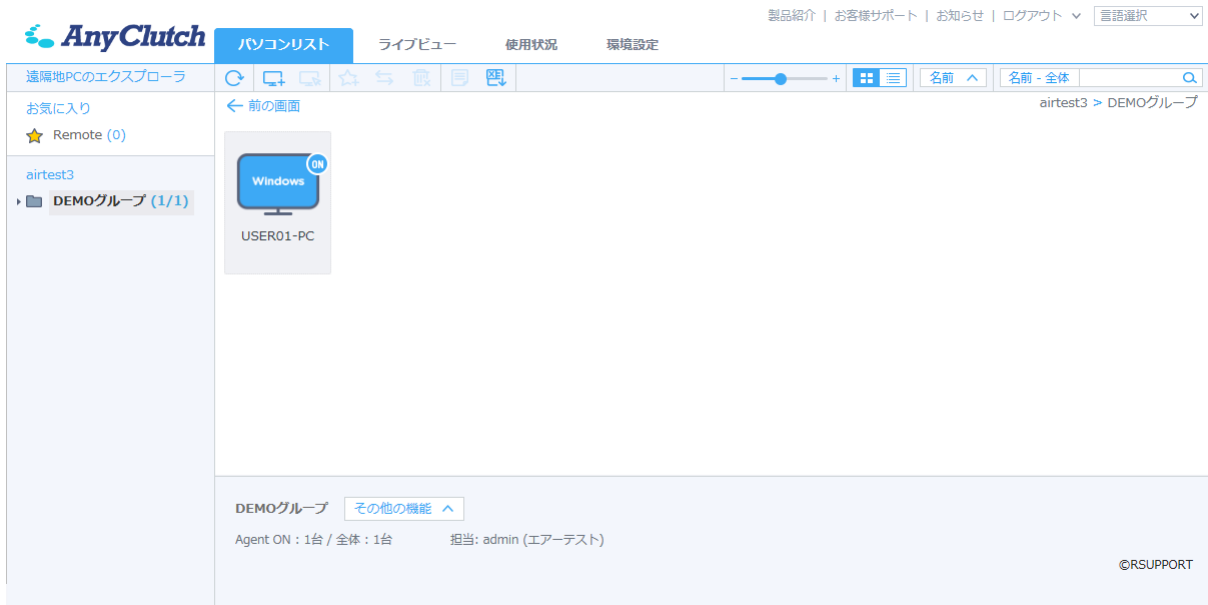 製品紹介 | お客様サポート | お知らせ | ログアウト 言語選択
AnyClutch
パソコンリスト ライブビュー 使用状況 環境設定
遠隔地PCのエクスプローラ
- + 名前 名前 - 全体
お気に入り
Remote (0)
airtest3
DEMOグループ (1/1)
前の画面
airtest3 > DEMOグループ
ON
Windows
USER01-PC
DEMOグループ その他の機能
Agent ON : 1台 / 全体 : 1台 担当: admin (エアーテスト)
©RSUPPORT